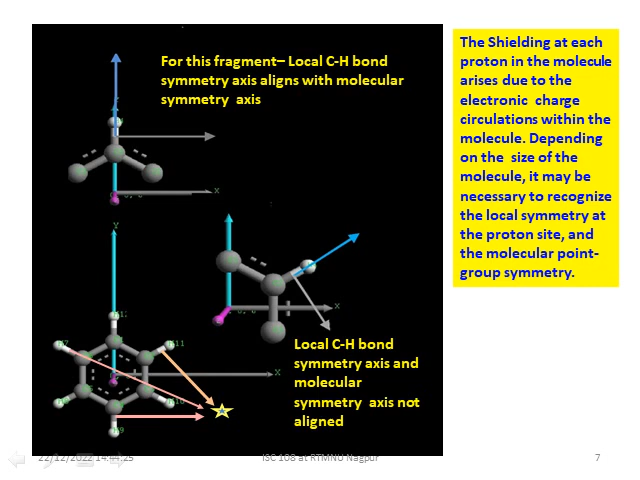 For this fragment– Local C-H bond
symmetry axis aligns with molecular
symmetry axis
The Shielding at each
proton in the molecule
arises due to the
electronic charge
circulations within the
molecule. Depending
on the size of the
molecule, it may be
necessary to recognize
the local symmetry at
the proton site, and
the molecular point-
group symmetry.
X
Y
X
X
Local C-H bond
symmetry axis and
molecular
symmetry axis not
aligned
22/12/2022 14:44:25
ISC 108 at RTMNU Nagpur
7